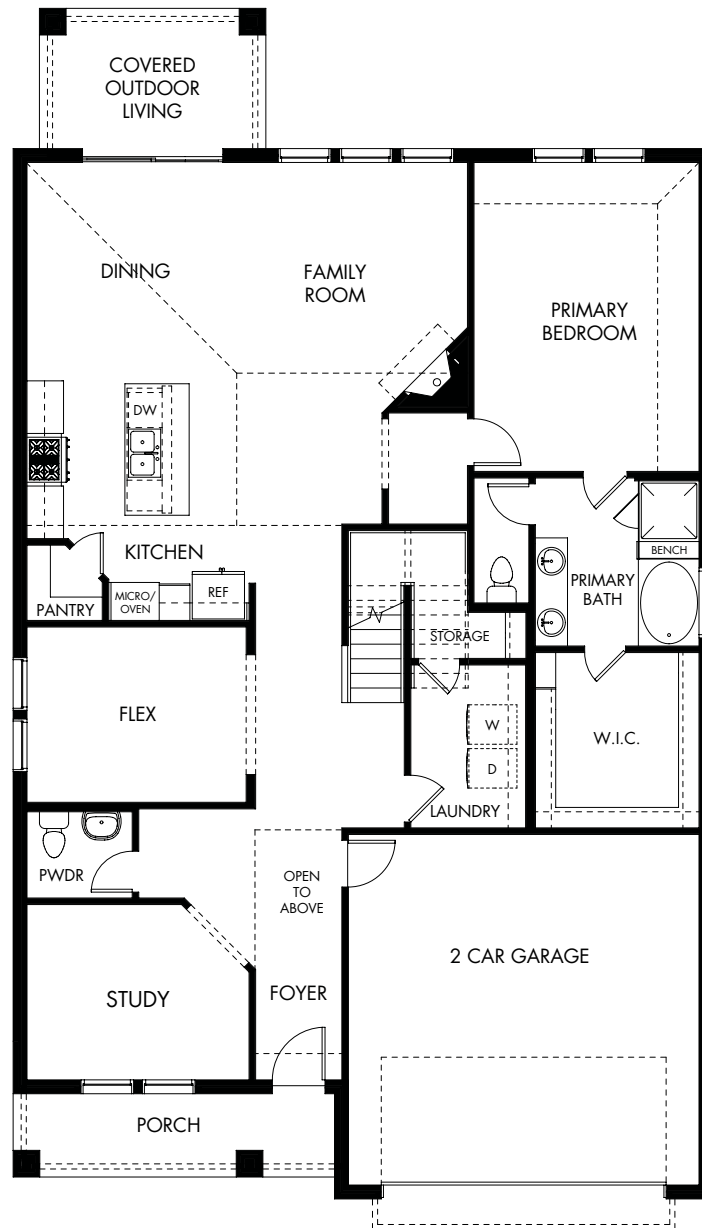 COVERED
OUTDOOR
LIVING
DINING
FAMILY
ROOM
PRIMARY
BEDROOM
DW
KITCHEN
BENCH
PANTRY
MICRO/
OVEN
REF
PRIMARY
BATH
STORAGE
FLEX
W
D
W.I.C.
LAUNDRY
PWDR
OPEN
TO
ABOVE
2 CAR GARAGE
STUDY
FOYER
PORCH